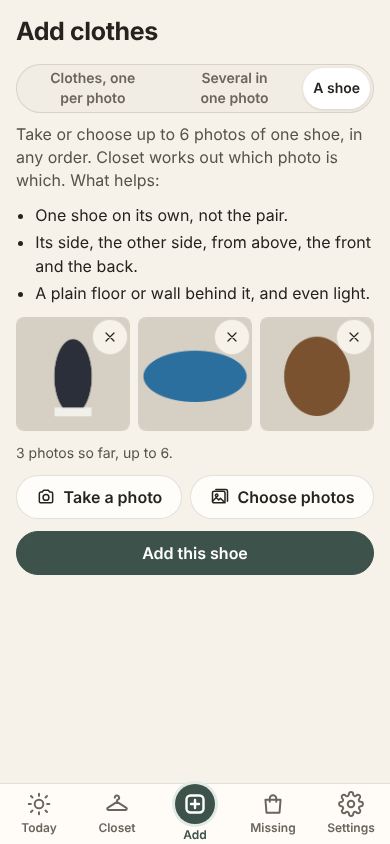 Add clothes
Clothes, one
per photo
Several in
one photo
A shoe
Take or choose up to 6 photos of one shoe, in
any order. Closet works out which photo is
which. What helps:
• One shoe on its own, not the pair.
• Its side, the other side, from above, the front
and the back.
• A plain floor or wall behind it, and even light.
3 photos so far, up to 6.
Take a photo
Choose photos
Add this shoe
Today
Closet
Add
Missing
Settings